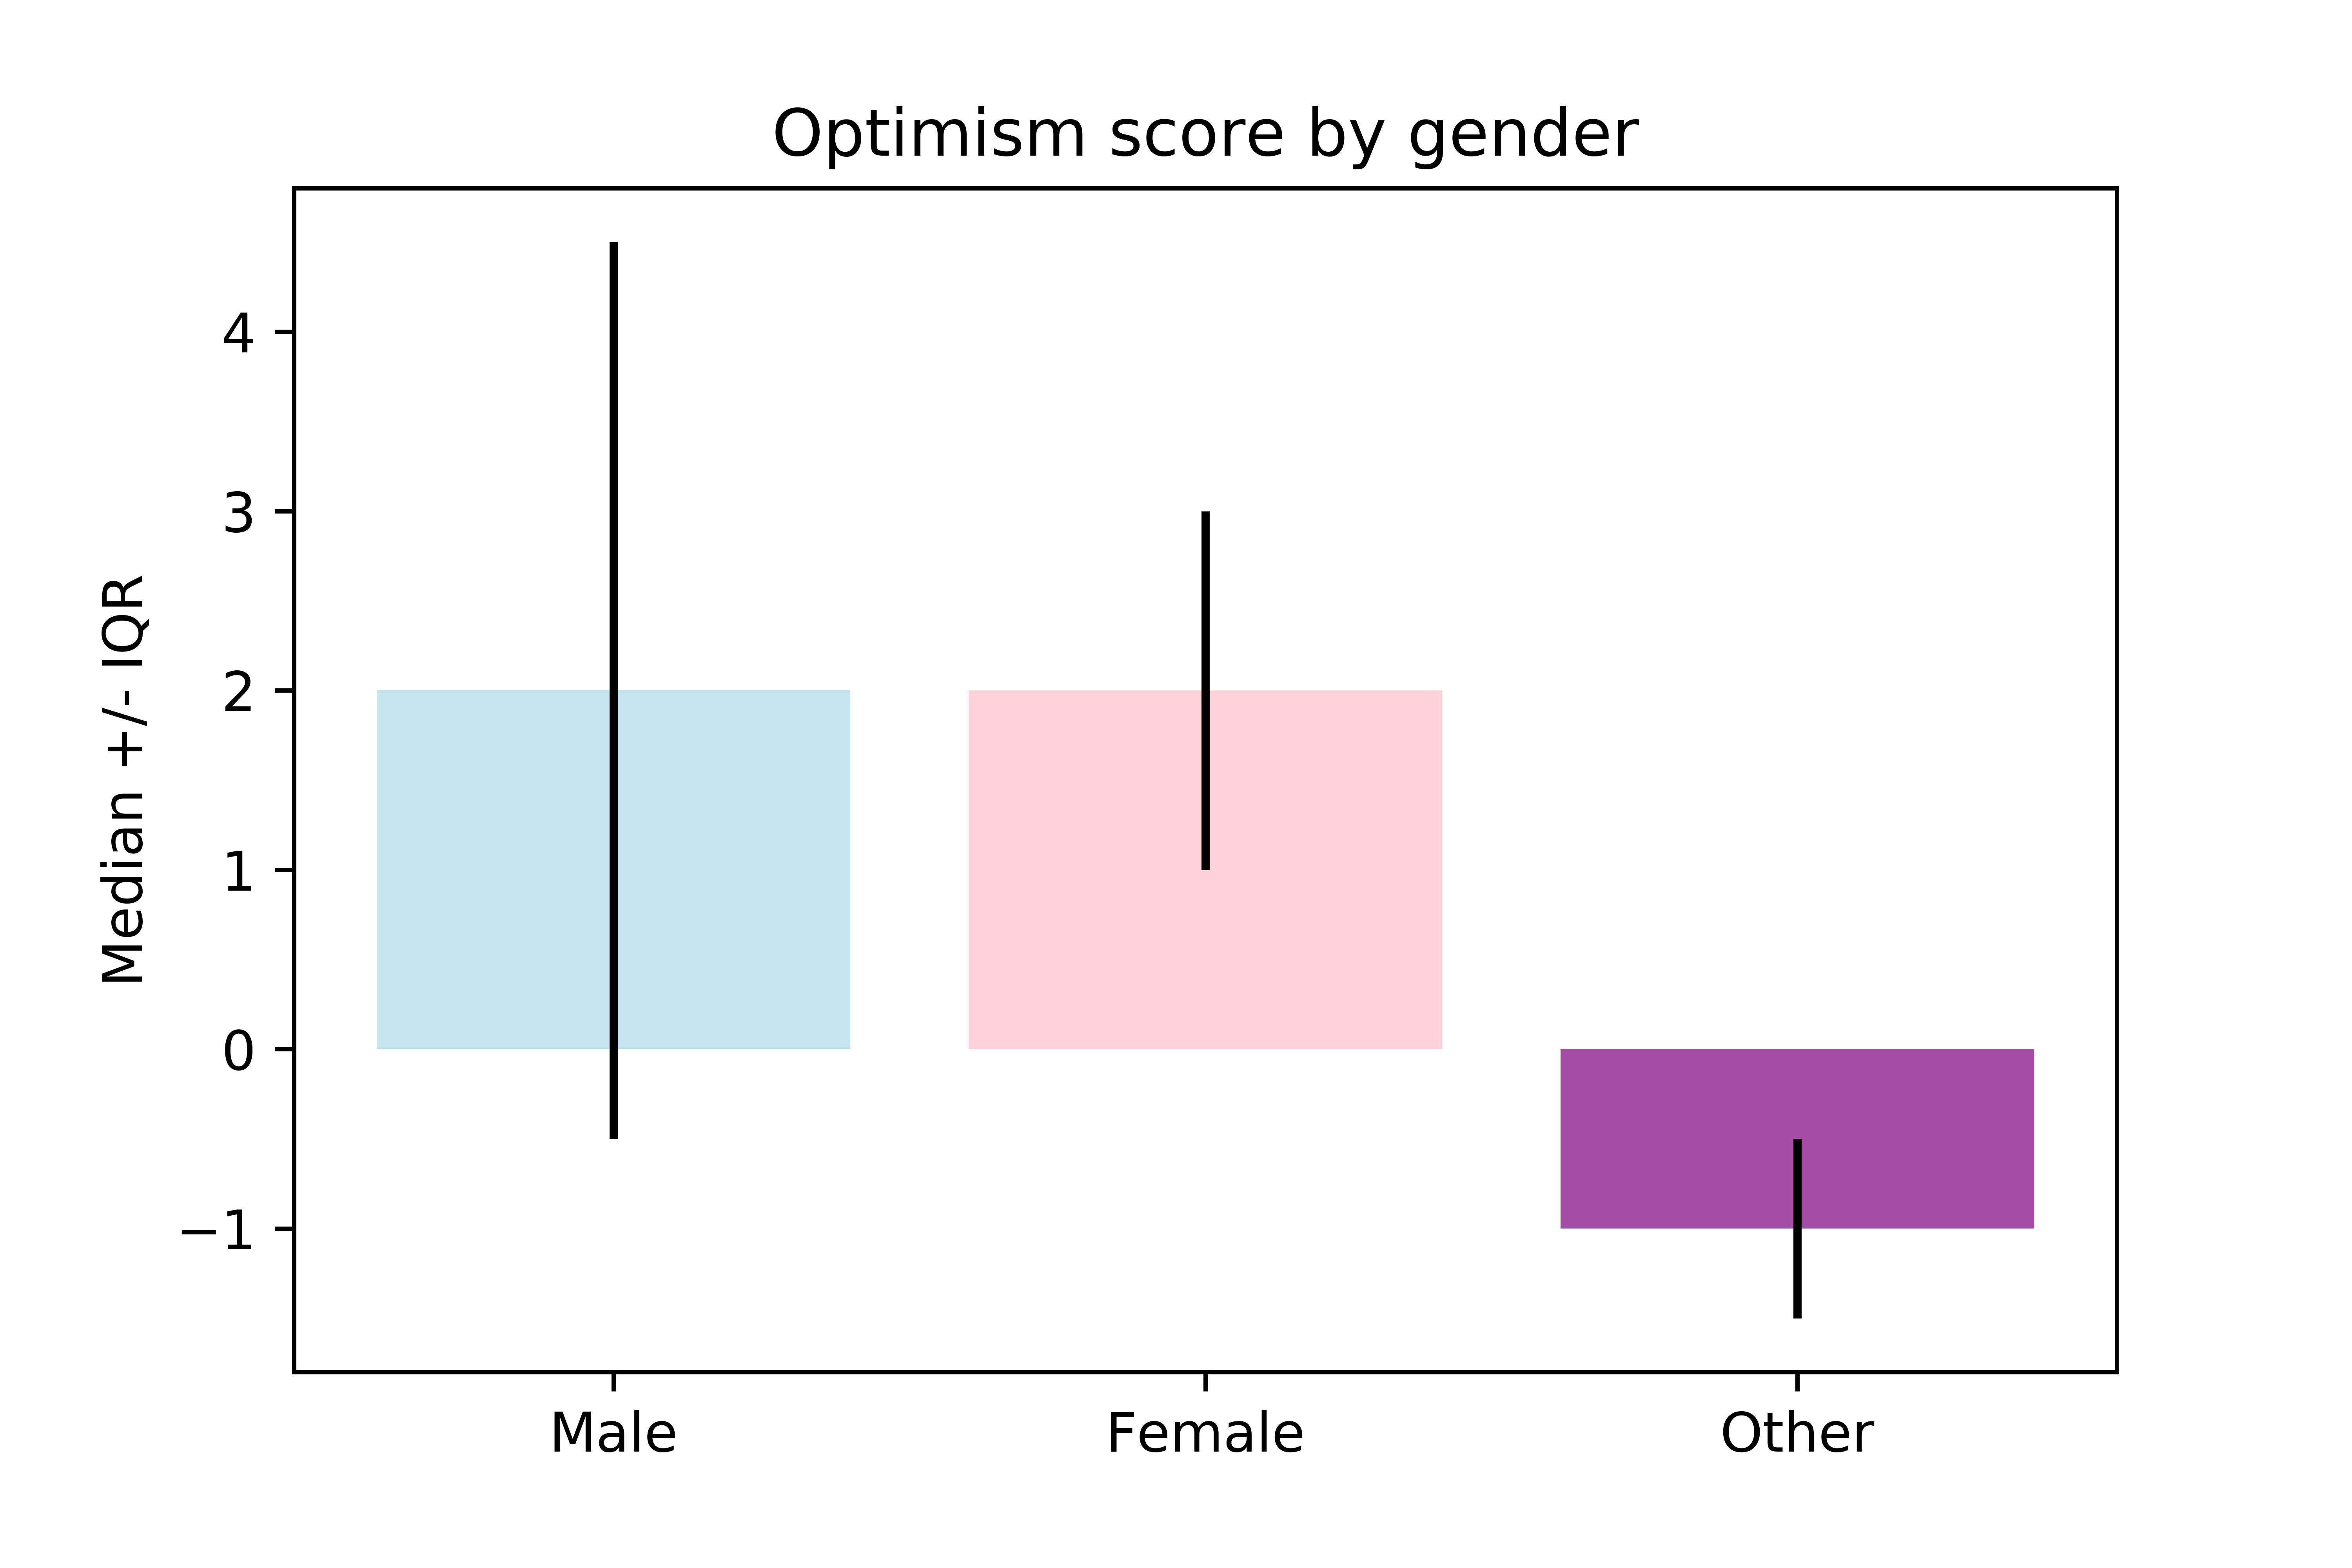 Optimism score by gender
Median +/- IQR
4
3
2
1
0
−1
Male
Female
Other